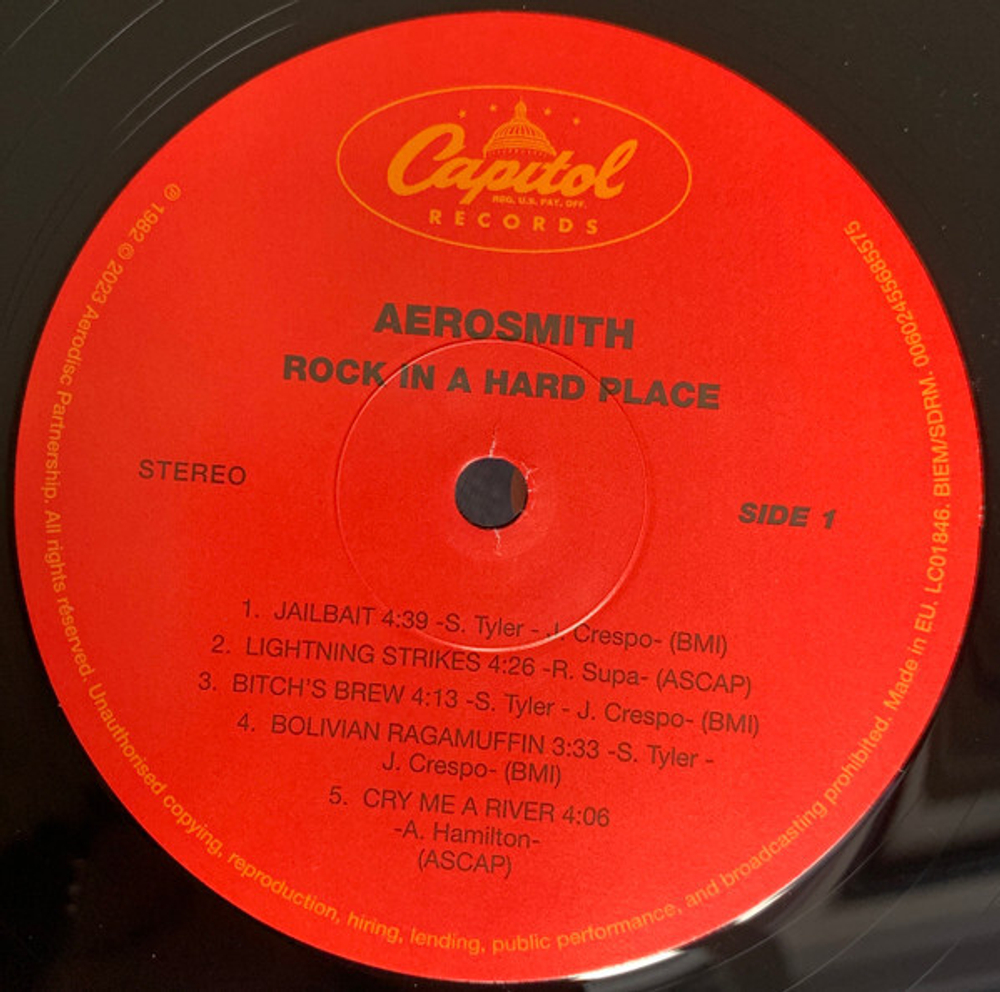 Capitol
REG. U.S. PAT. OFF.
RECORDS
AEROSMITH
ROCK IN A HARD PLACE
STEREO
SIDE 1
1. JAILBAIT 4:39 -S. Tyler - J. Crespo- (BMI)
2. LIGHTNING STRIKES 4:26 -R. Supa- (ASCAP)
3. BITCH'S BREW 4:13 -S. Tyler - J. Crespo- (BMI)
4. BOLIVIAN RAGAMUFFIN 3:33 -S. Tyler -
J. Crespo- (BMI)
5. CRY ME A RIVER 4:06
-A. Hamilton-
(ASCAP)
℗ 1982 © 2023 Aerodisc Partnership. All rights reserved. Unauthorised copying, reproduction, hiring, lending, public performance, and broadcasting prohibited. Made in EU. LC01846. BIEM/SDRM. 00602455685575